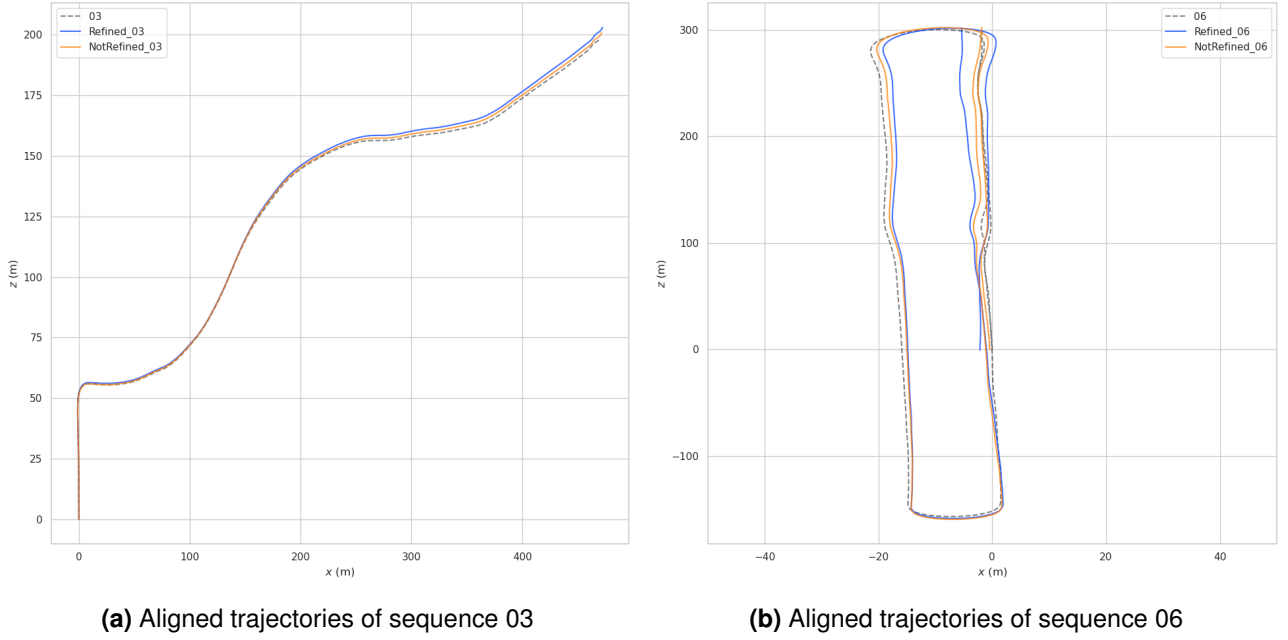 03
Refined_03
NotRefined_03
200
175
150
125
100
75
50
25
0
z (m)
0 100 200 300 400
x (m)
06
Refined_06
NotRefined_06
300
200
100
0
−100
z (m)
−40 −20 0 20 40
x (m)
(a) Aligned trajectories of sequence 03
(b) Aligned trajectories of sequence 06